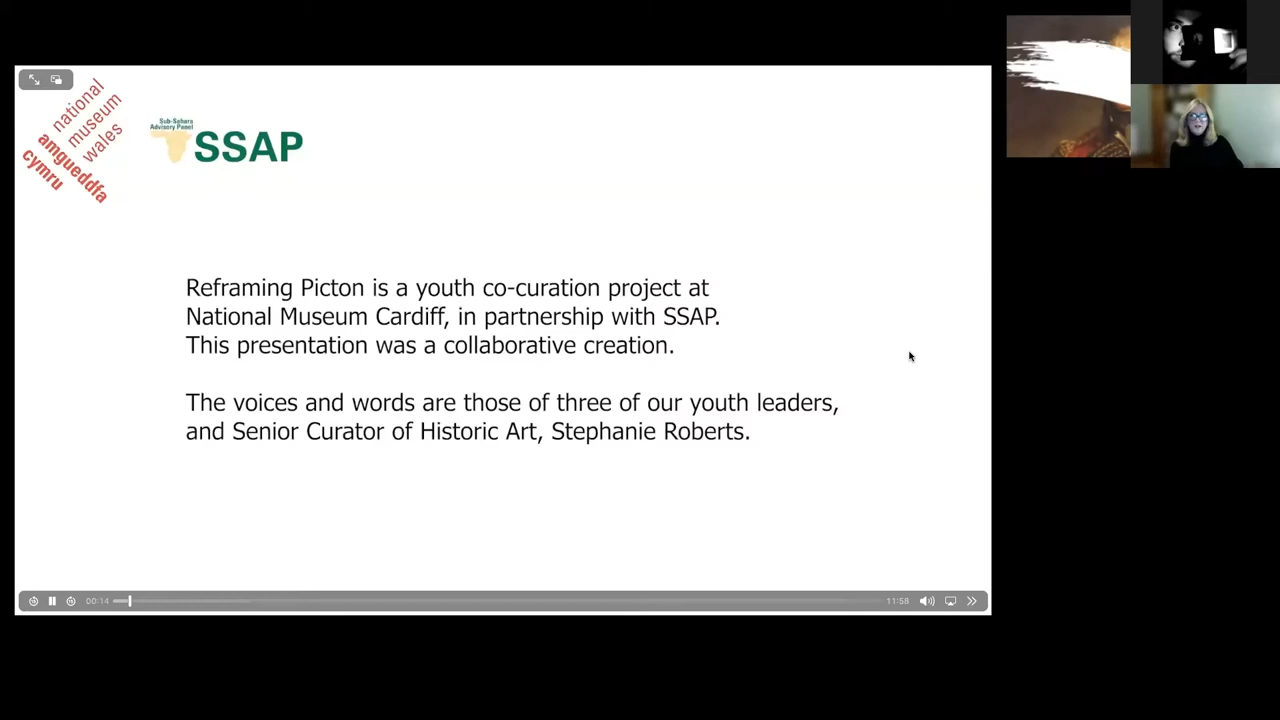 national
museum
wales
amgueddfa
cymru
Sub-Sahara
Advisory Panel
SSAP
Reframing Picton is a youth co-curation project at
National Museum Cardiff, in partnership with SSAP.
This presentation was a collaborative creation.
The voices and words are those of three of our youth leaders,
and Senior Curator of Historic Art, Stephanie Roberts.
00:14
11:58